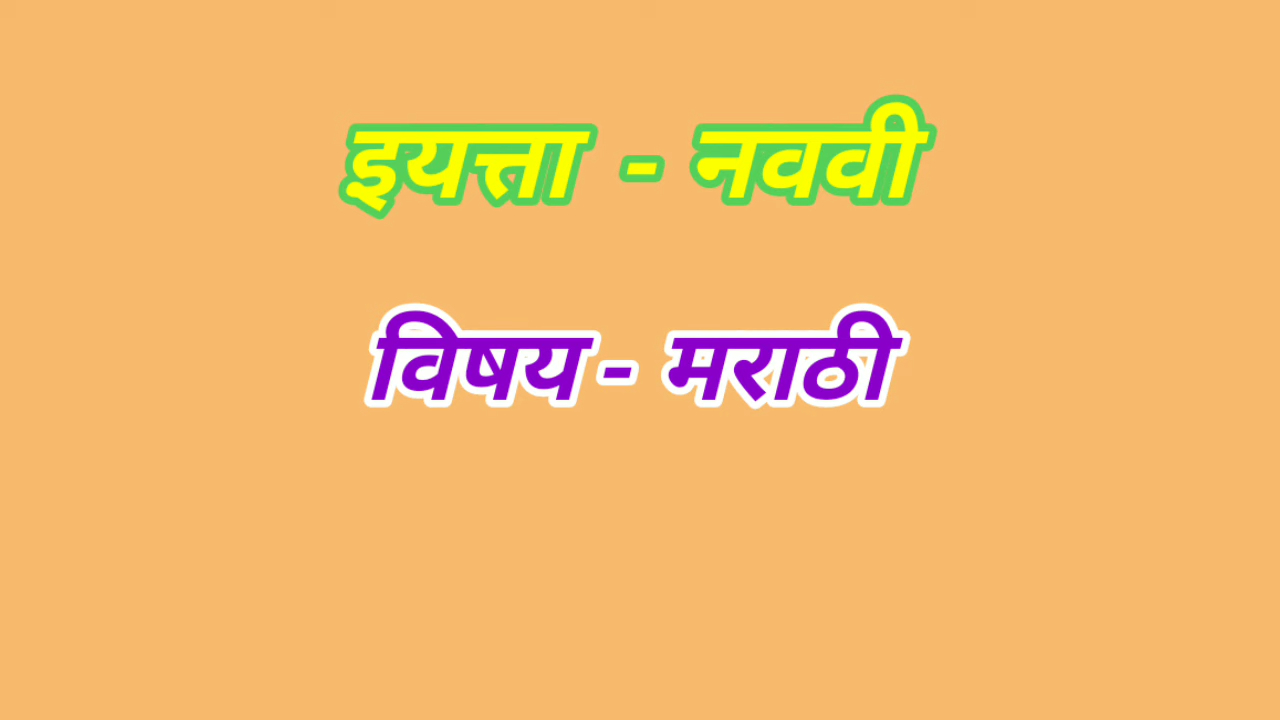 इयत्ता - नववी
विषय - मराठी